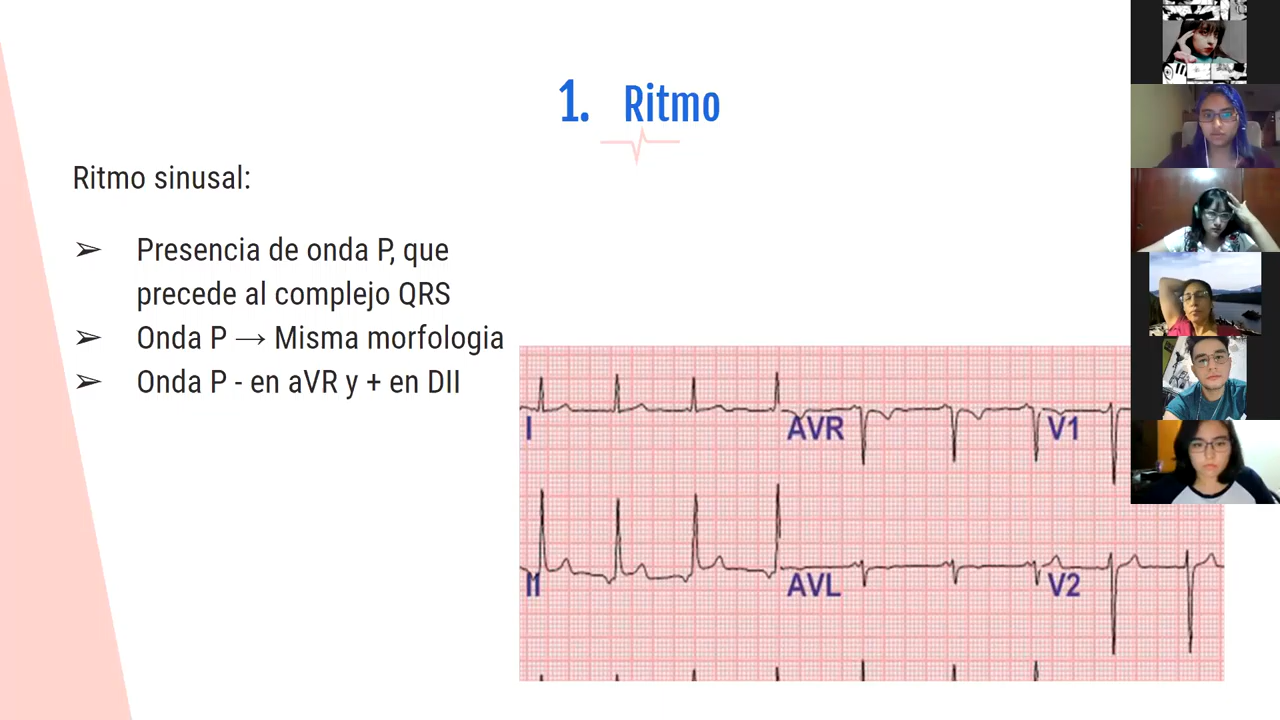 1. Ritmo
Ritmo sinusal:
➢ Presencia de onda P, que
precede al complejo QRS
➢ Onda P → Misma morfologia
➢ Onda P - en aVR y + en DII
I
AVR
V1
II
AVL
V2